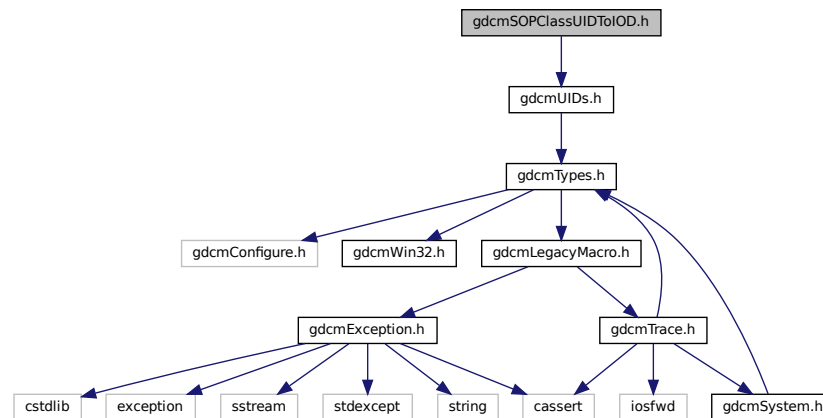 gdcmSOPClassUIDToIOD.h
gdcmUIDs.h
gdcmTypes.h
gdcmConfigure.h
gdcmWin32.h
gdcmLegacyMacro.h
gdcmException.h
gdcmTrace.h
cstdlib
exception
sstream
stdexcept
string
cassert
iosfwd
gdcmSystem.h